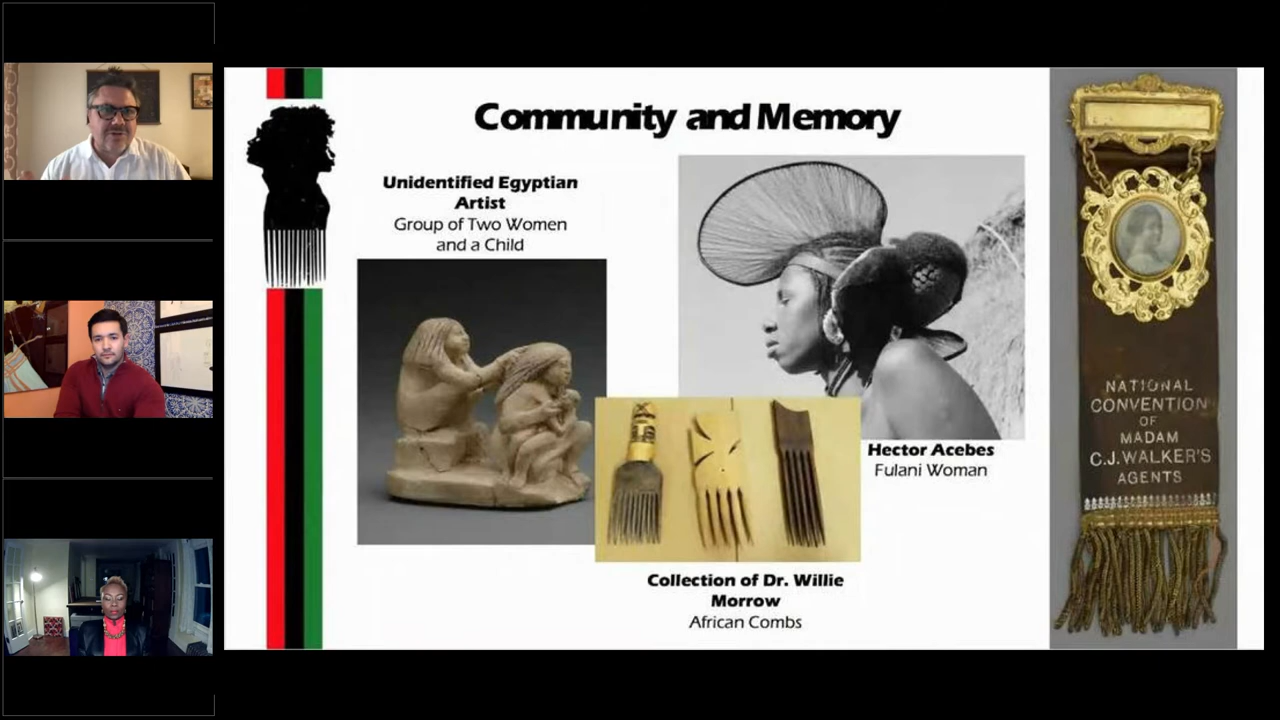 Community and Memory
Unidentified Egyptian
Artist
Group of Two Women
and a Child
Hector Acebes
Fulani Woman
Collection of Dr. Willie
Morrow
African Combs
NATIONAL
CONVENTION
OF
MADAM
C.J. WALKER'S
AGENTS